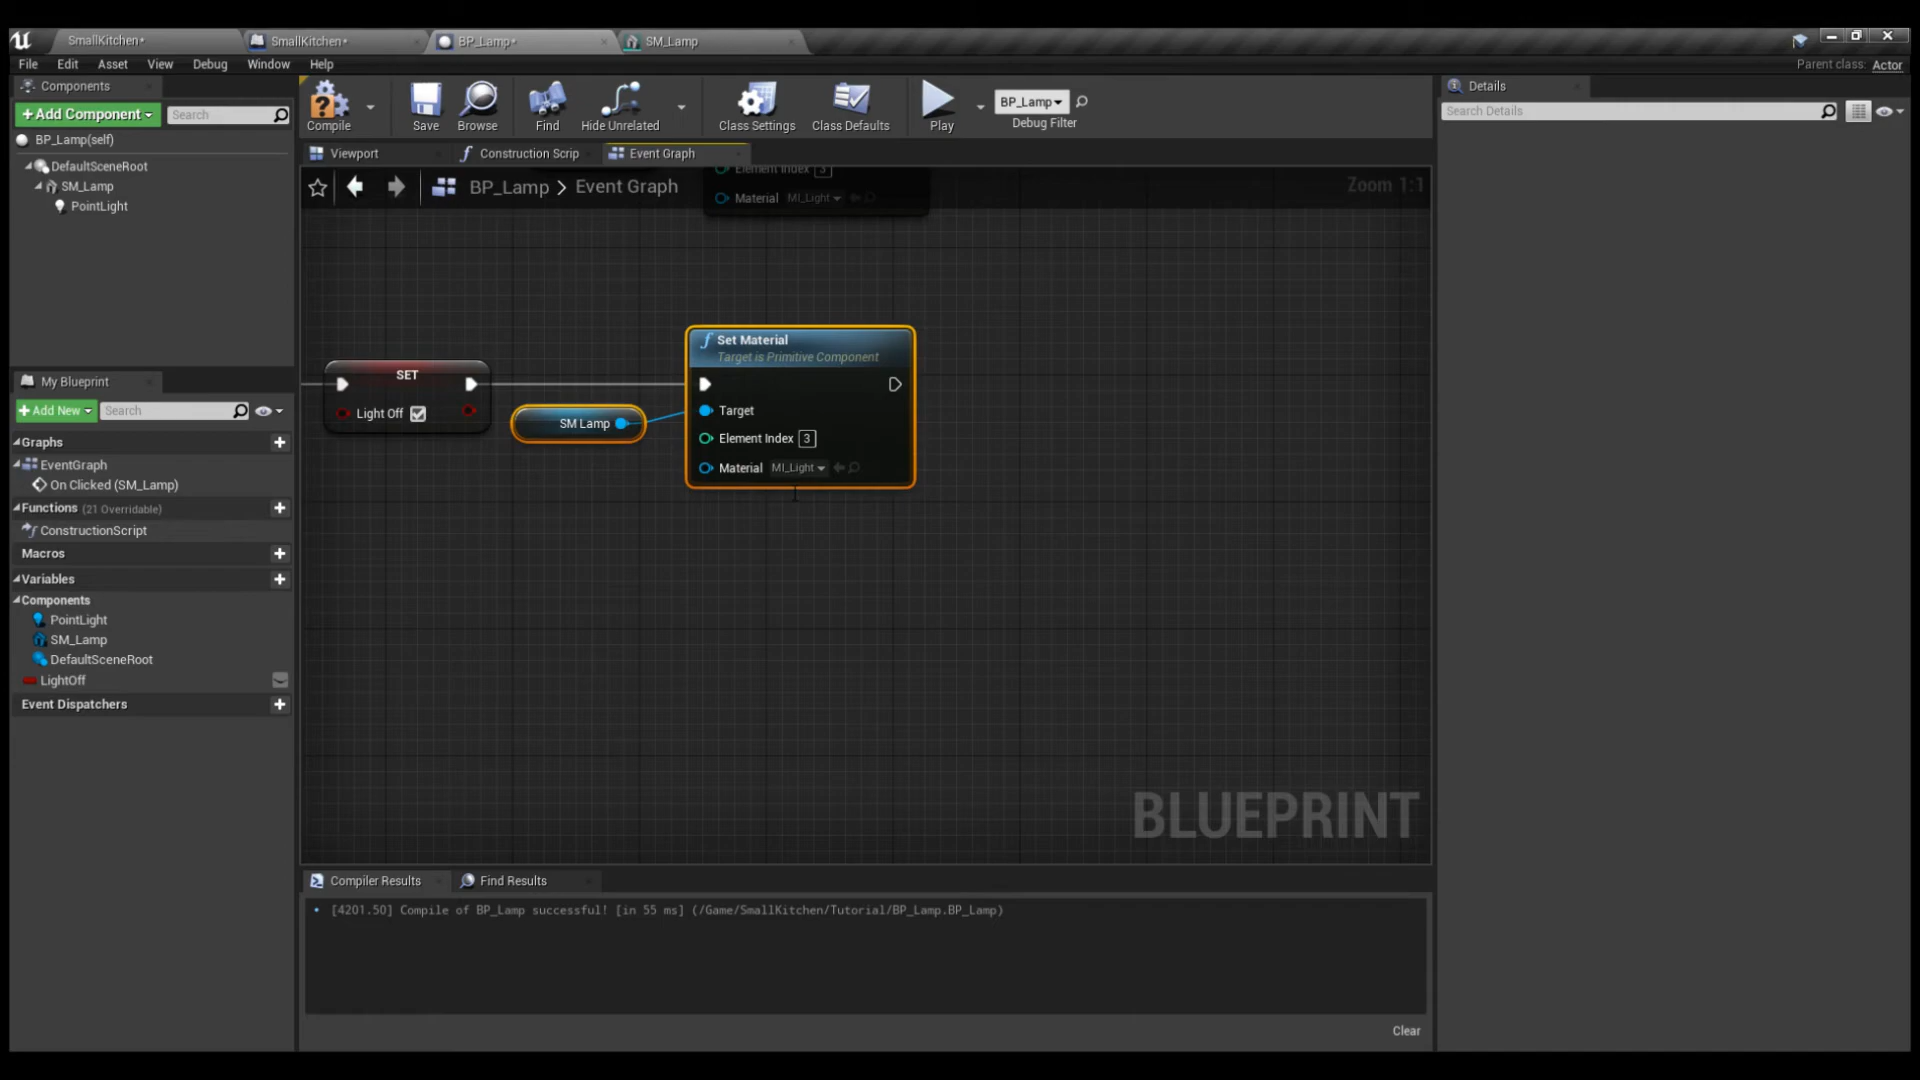 SmallKitchen*
SmallKitchen*
BP_Lamp*
SM_Lamp
File Edit Asset View Debug Window Help
Parent class: Actor
Components
+Add Component
Search
BP_Lamp(self)
DefaultSceneRoot
SM_Lamp
PointLight
Compile
Save
Browse
Find
Hide Unrelated
Class Settings
Class Defaults
Play
BP_Lamp
Debug Filter
Details
Search Details
Viewport
Construction Scrip
Event Graph
BP_Lamp > Event Graph
Zoom 1:1
Element Index 3
Material MI_Light
SET
Light Off
SM Lamp
Set Material
Target is Primitive Component
Target
Element Index 3
Material MI_Light
BLUEPRINT
My Blueprint
+Add New
Search
Graphs
EventGraph
On Clicked (SM_Lamp)
Functions (21 Overridable)
ConstructionScript
Macros
Variables
Components
PointLight
SM_Lamp
DefaultSceneRoot
LightOff
Event Dispatchers
Compiler Results
Find Results
[4201.50] Compile of BP_Lamp successful! [in 55 ms] (/Game/SmallKitchen/Tutorial/BP_Lamp.BP_Lamp)
Clear